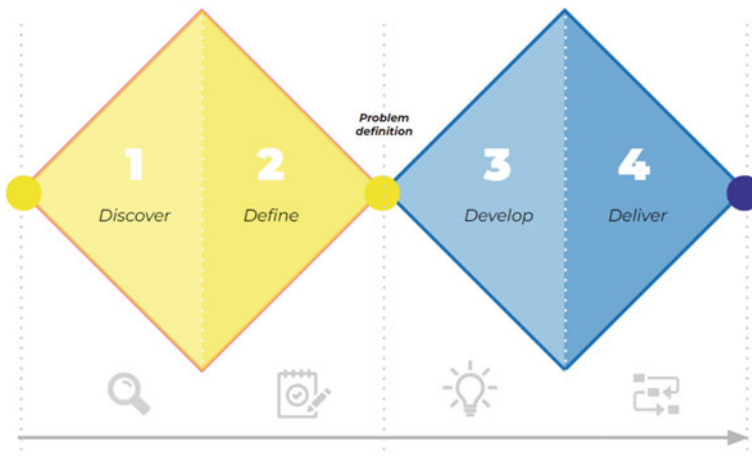 Problem
definition
1
2
3
4
Discover
Define
Develop
Deliver